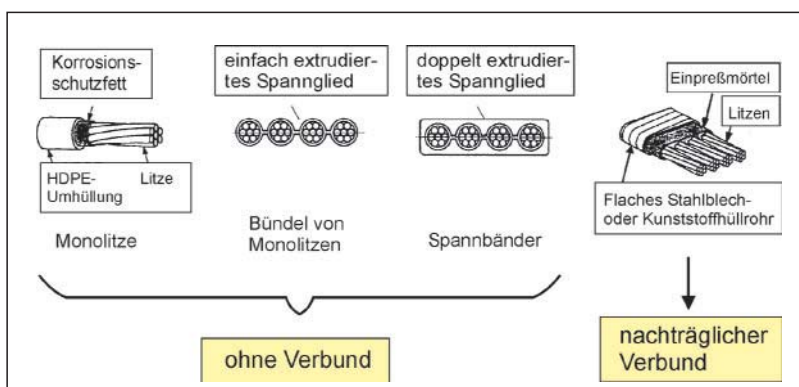 Korrosions-
schutzfett
HDPE-
Umhüllung
Litze
Monolitze
einfach extrudier-
tes Spannglied
Bündel von
Monolitzen
doppelt extrudier-
tes Spannglied
Spannbänder
Einpreßmörtel
Litzen
Flaches Stahlblech-
oder Kunststoffhüllrohr
ohne Verbund
nachträglicher
Verbund